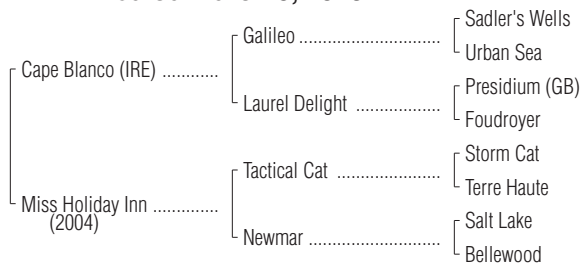 Cape Blanco (IRE) ............
Miss Holiday Inn .............
(2004)
Galileo ............................
Laurel Delight .................
Tactical Cat ....................
Newmar ..........................
Sadler's Wells
Urban Sea
Presidium (GB)
Foudroyer
Storm Cat
Terre Haute
Salt Lake
Bellewood